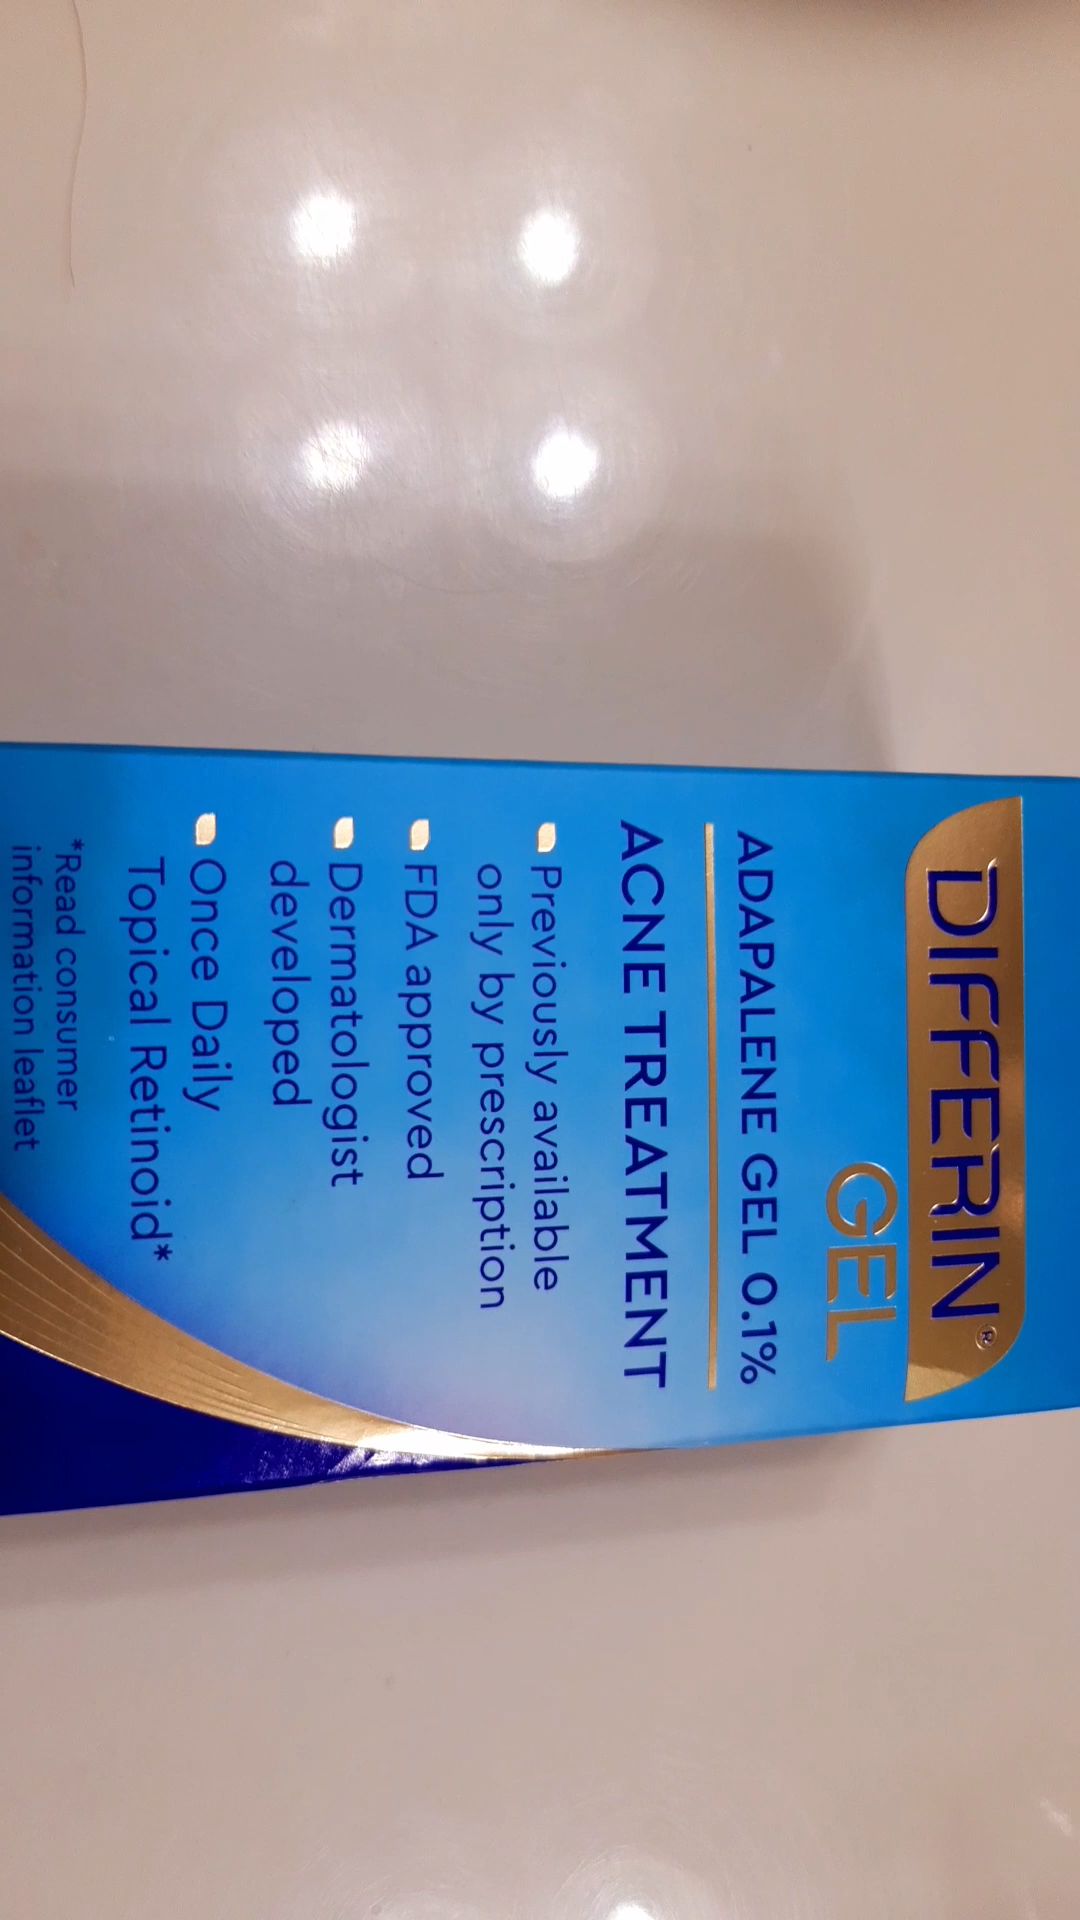 DIFFERIN®
GEL
ADAPALENE GEL 0.1%
ACNE TREATMENT
Previously available
only by prescription
FDA approved
Dermatologist
developed
Once Daily
Topical Retinoid*
*Read consumer
information leaflet